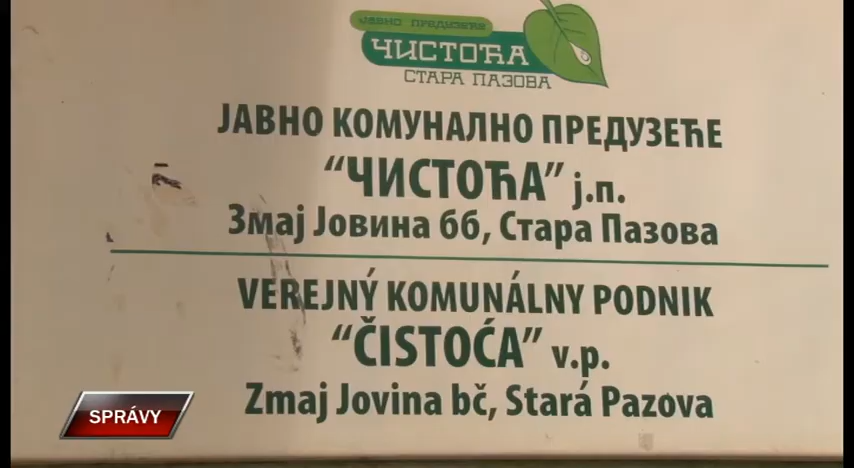 ЈАВНО ПРЕДУЗЕЋЕ
ЧИСТОЋА
СТАРА ПАЗОВА
ЈАВНО КОМУНАЛНО ПРЕДУЗЕЋЕ
“ЧИСТОЋА” ј.п.
Змај Јовина бб, Стара Пазова
VEREJNÝ KOMUNÁLNY PODNIK
“ČISTOĆA” v.p.
Zmaj Jovina bč, Stará Pazova
SPRÁVY